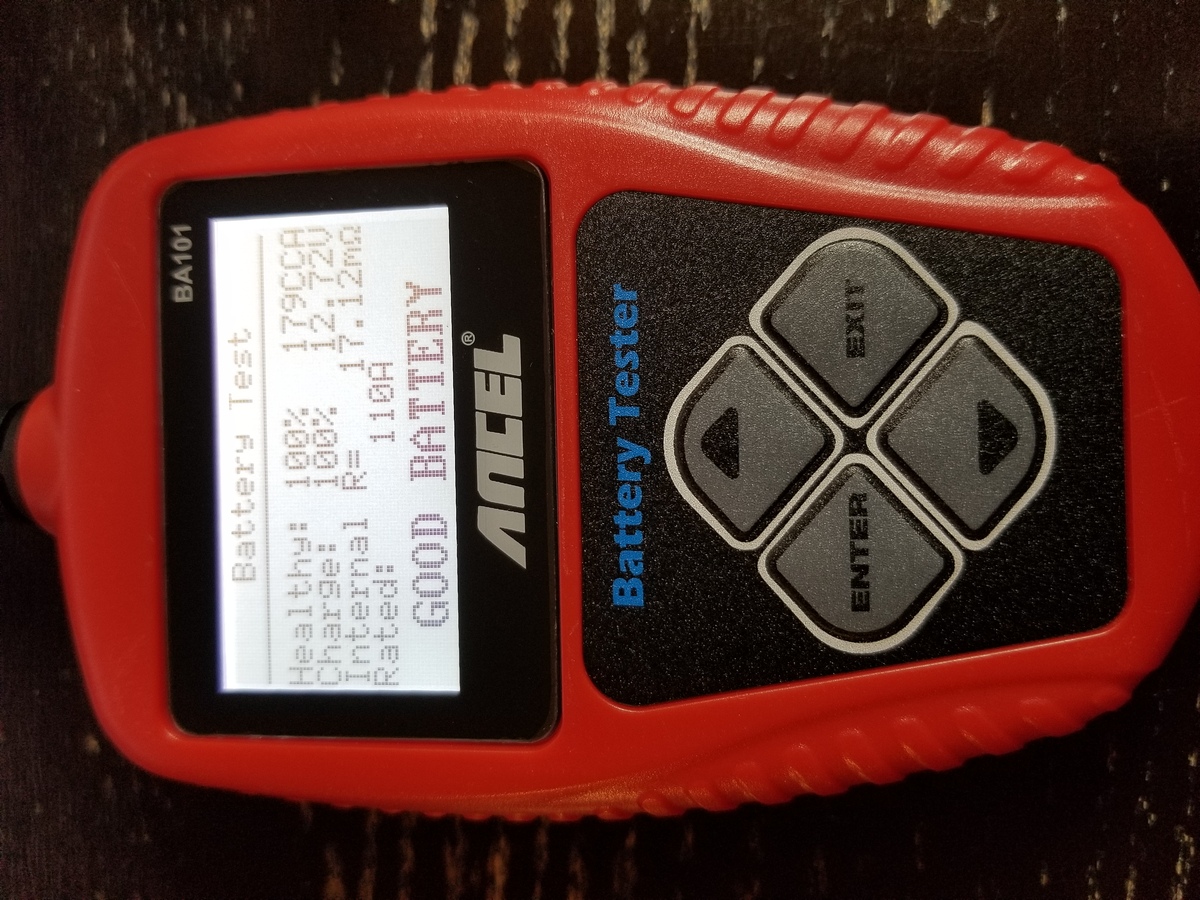 BA101
Battery Test
Healthy: 100% 179CCA
Charge: 100% 12.72V
Internal R= 17.12mΩ
Rated: 110A
GOOD BATTERY
ANCEL®
Battery Tester
EXIT
ENTER